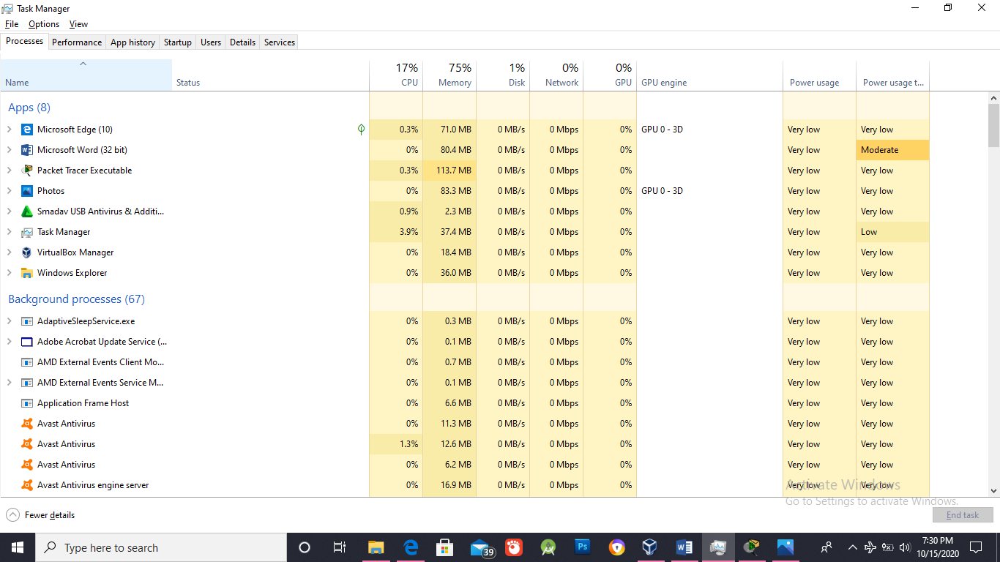 Task Manager
File Options View
Processes Performance App history Startup Users Details Services
17% 75% 1% 0% 0%
Name Status CPU Memory Disk Network GPU GPU engine Power usage Power usage t...
Apps (8)
Microsoft Edge (10) 0.3% 71.0 MB 0 MB/s 0 Mbps 0% GPU 0 - 3D Very low Very low
Microsoft Word (32 bit) 0% 80.4 MB 0 MB/s 0 Mbps 0% Very low Moderate
Packet Tracer Executable 0.3% 113.7 MB 0 MB/s 0 Mbps 0% Very low Very low
Photos 0% 83.3 MB 0 MB/s 0 Mbps 0% GPU 0 - 3D Very low Very low
Smadav USB Antivirus & Additi... 0.9% 2.3 MB 0 MB/s 0 Mbps 0% Very low Very low
Task Manager 3.9% 37.4 MB 0 MB/s 0 Mbps 0% Very low Low
VirtualBox Manager 0% 18.4 MB 0 MB/s 0 Mbps 0% Very low Very low
Windows Explorer 0% 36.0 MB 0 MB/s 0 Mbps 0% Very low Very low
Background processes (67)
AdaptiveSleepService.exe 0% 0.3 MB 0 MB/s 0 Mbps 0% Very low Very low
Adobe Acrobat Update Service (... 0% 0.1 MB 0 MB/s 0 Mbps 0% Very low Very low
AMD External Events Client Mo... 0% 0.7 MB 0 MB/s 0 Mbps 0% Very low Very low
AMD External Events Service M... 0% 0.1 MB 0 MB/s 0 Mbps 0% Very low Very low
Application Frame Host 0% 6.6 MB 0 MB/s 0 Mbps 0% Very low Very low
Avast Antivirus 0% 11.3 MB 0 MB/s 0 Mbps 0% Very low Very low
Avast Antivirus 1.3% 12.6 MB 0 MB/s 0 Mbps 0% Very low Very low
Avast Antivirus 0% 6.2 MB 0 MB/s 0 Mbps 0% Very low Very low
Avast Antivirus engine server 0% 16.9 MB 0 MB/s 0 Mbps 0% Very low Very low
Activate Windows
Go to Settings to activate Windows.
Fewer details End task
Type here to search 39 Ps 7:30 PM
10/15/2020